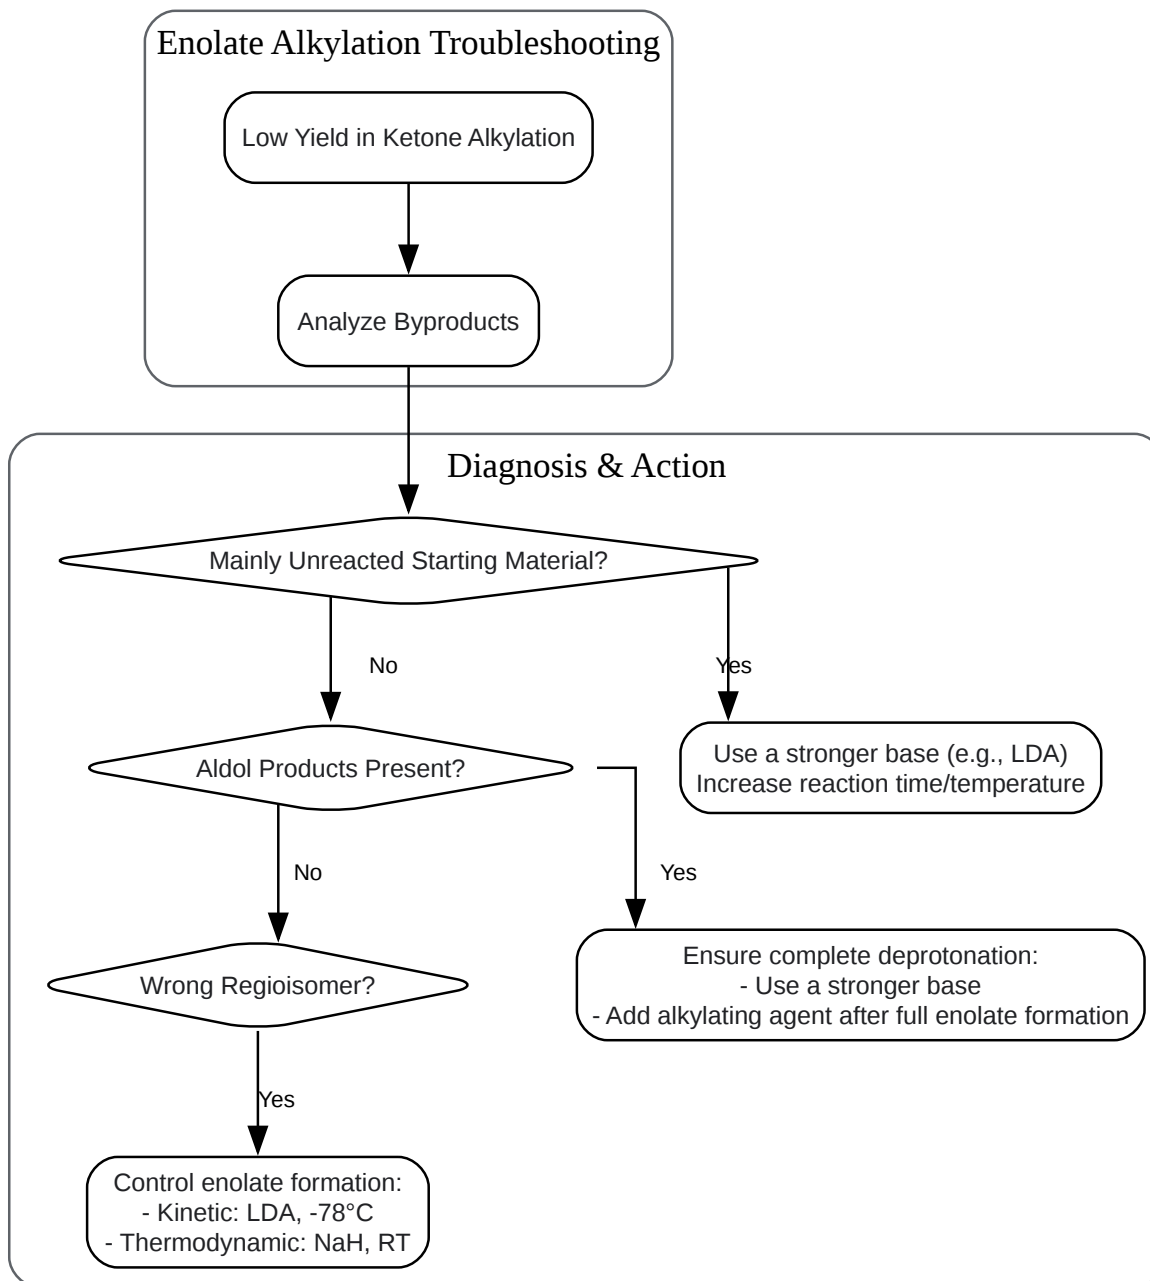 Enolate Alkylation Troubleshooting
Low Yield in Ketone Alkylation
Analyze Byproducts
Diagnosis & Action
Mainly Unreacted Starting Material?
No
Yes
Aldol Products Present?
Use a stronger base (e.g., LDA)
Increase reaction time/temperature
No
Yes
Wrong Regioisomer?
Ensure complete deprotonation:
- Use a stronger base
- Add alkylating agent after full enolate formation
Yes
Control enolate formation:
- Kinetic: LDA, -78°C
- Thermodynamic: NaH, RT